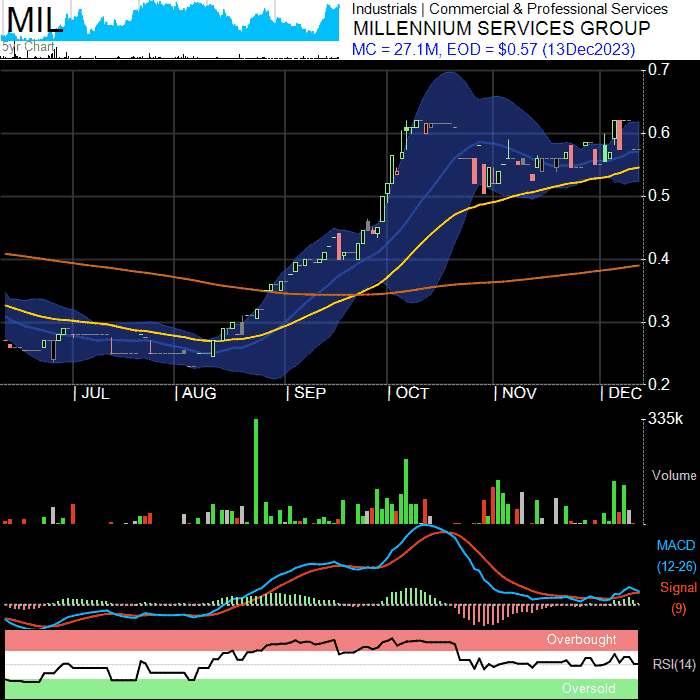 MIL
5yr Chart
Industrials | Commercial & Professional Services
MILLENNIUM SERVICES GROUP
MC = 27.1M, EOD = $0.57 (13Dec2023)
0.7
0.6
0.5
0.4
0.3
0.2
| JUL | AUG | SEP | OCT | NOV | DEC
335k
Volume
MACD
(12-26)
Signal
(9)
Overbought
RSI(14)
Oversold